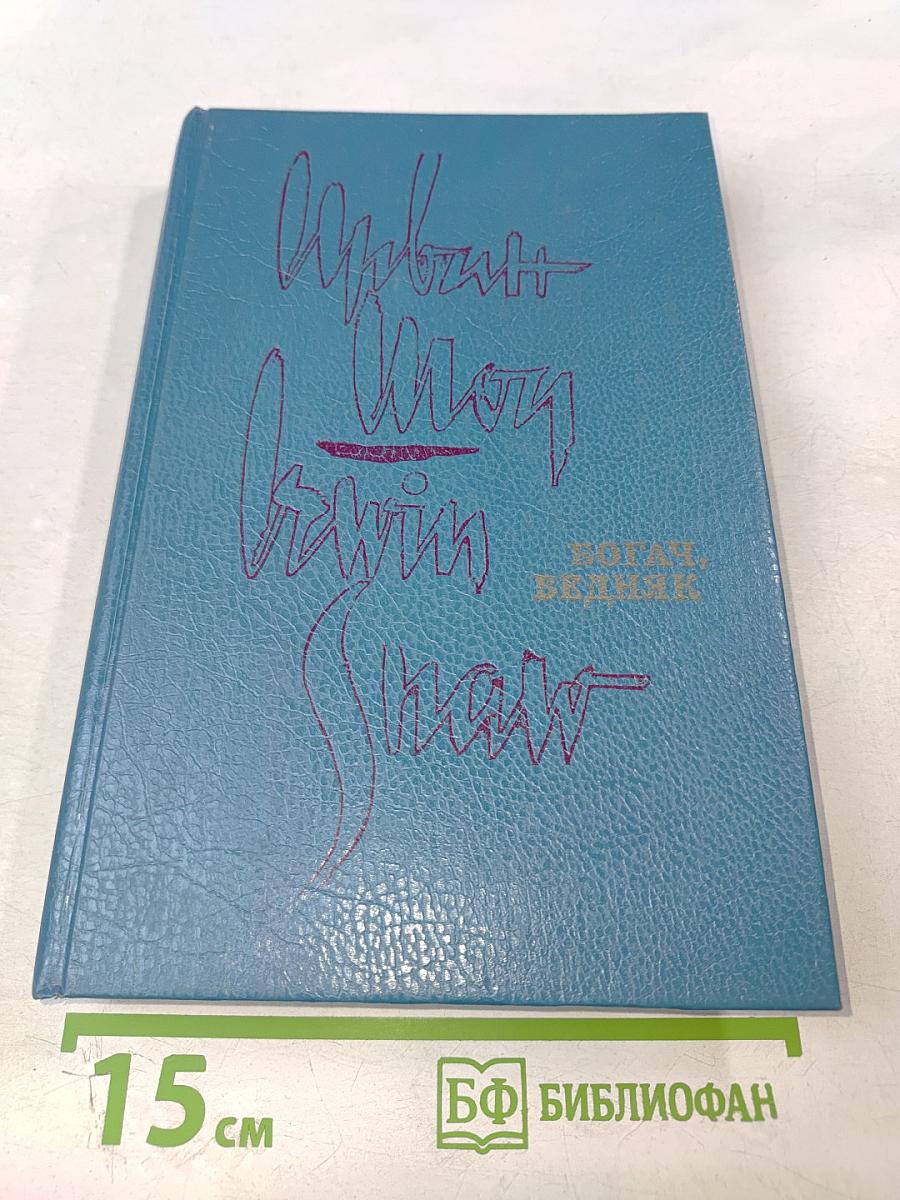 Ирвин
Шоу
Irwin
Shaw
БОГАЧ,
БЕДНЯК
15 см
БФ БИБЛИОФАН